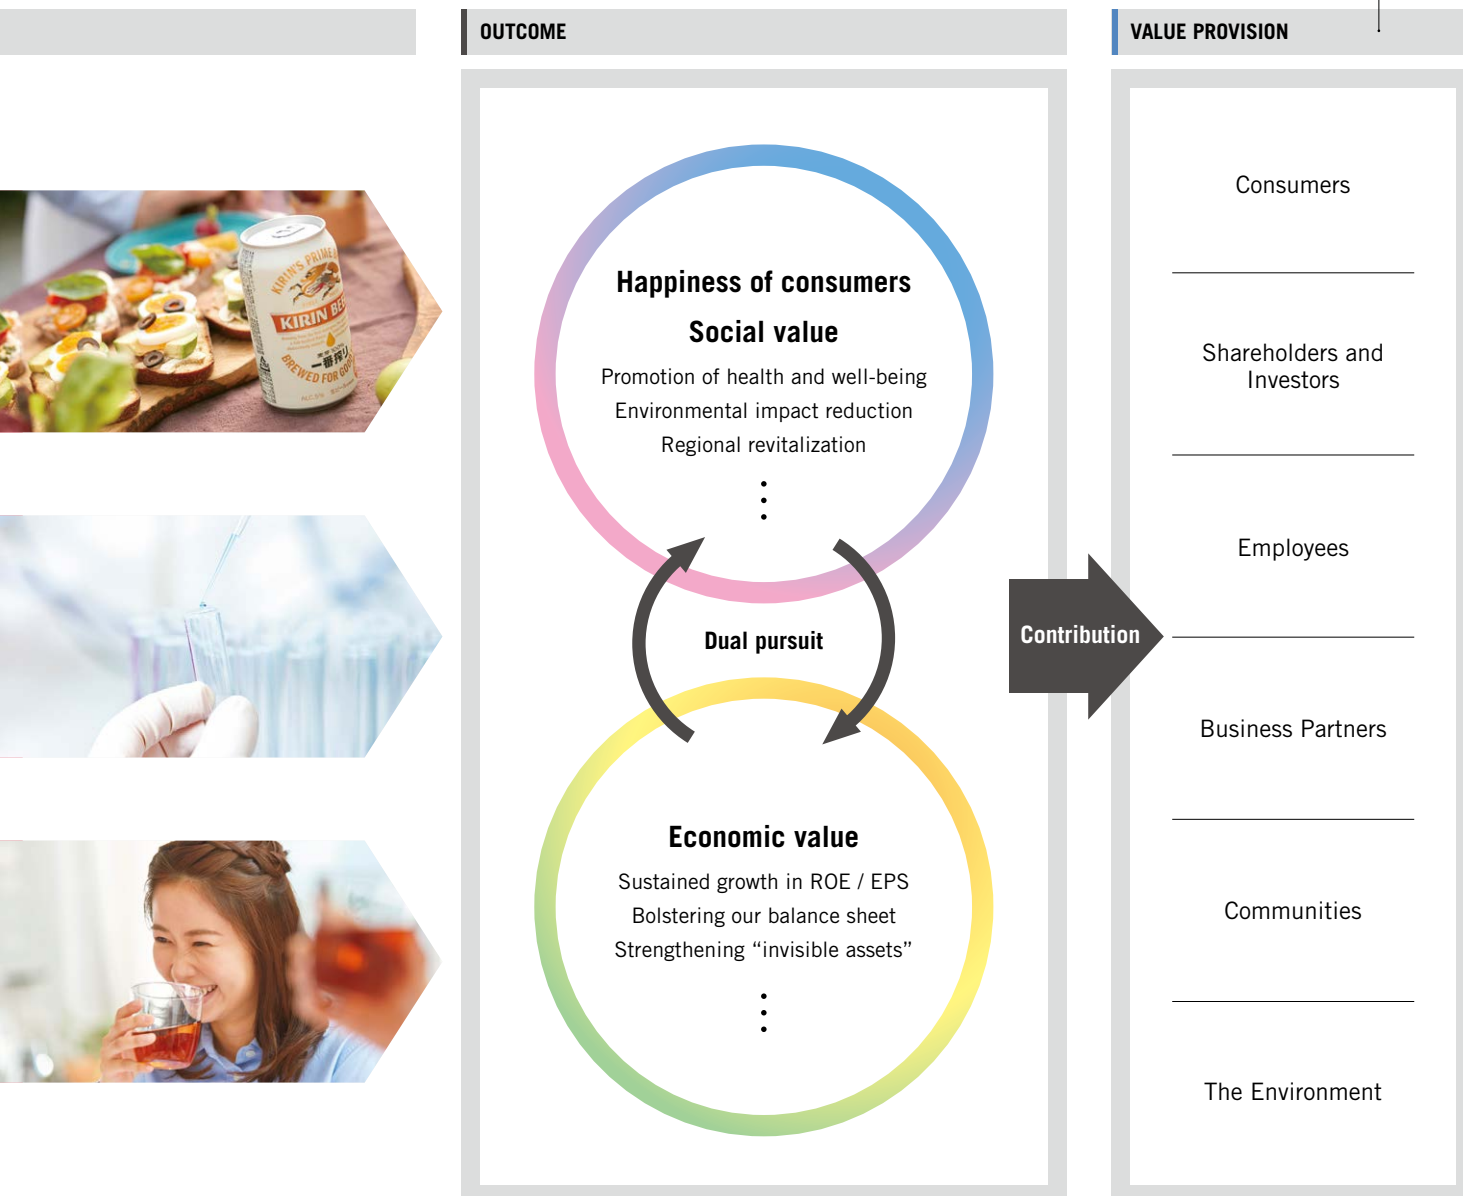 OUTCOME
VALUE PROVISION
KIRIN'S PRIME
KIRIN BEE
一番搾り
BREWED FOR GOO
Happiness of consumers
Social value
Promotion of health and well-being
Environmental impact reduction
Regional revitalization
Dual pursuit
Economic value
Sustained growth in ROE / EPS
Bolstering our balance sheet
Strengthening “invisible assets”
Contribution
Consumers
Shareholders and
Investors
Employees
Business Partners
Communities
The Environment